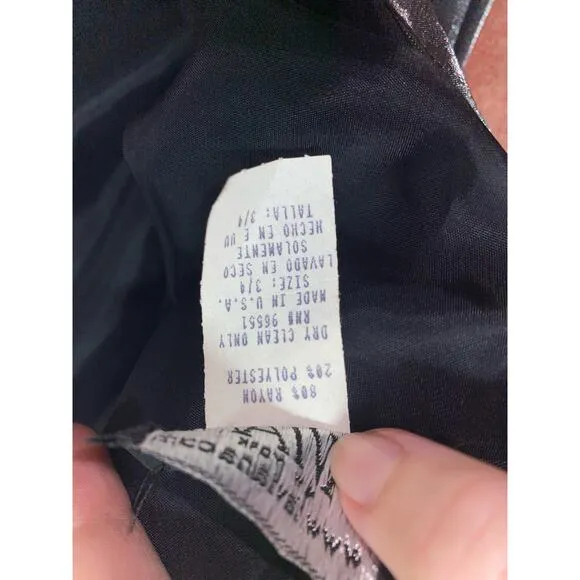 80% RAYON
20% POLYESTER
DRY CLEAN ONLY
RN# 96551
MADE IN U.S.A.
SIZE: 3/4
LAVADO EN SECO
SOLAMENTE
HECHO EN E UU
TALLA: 3/4